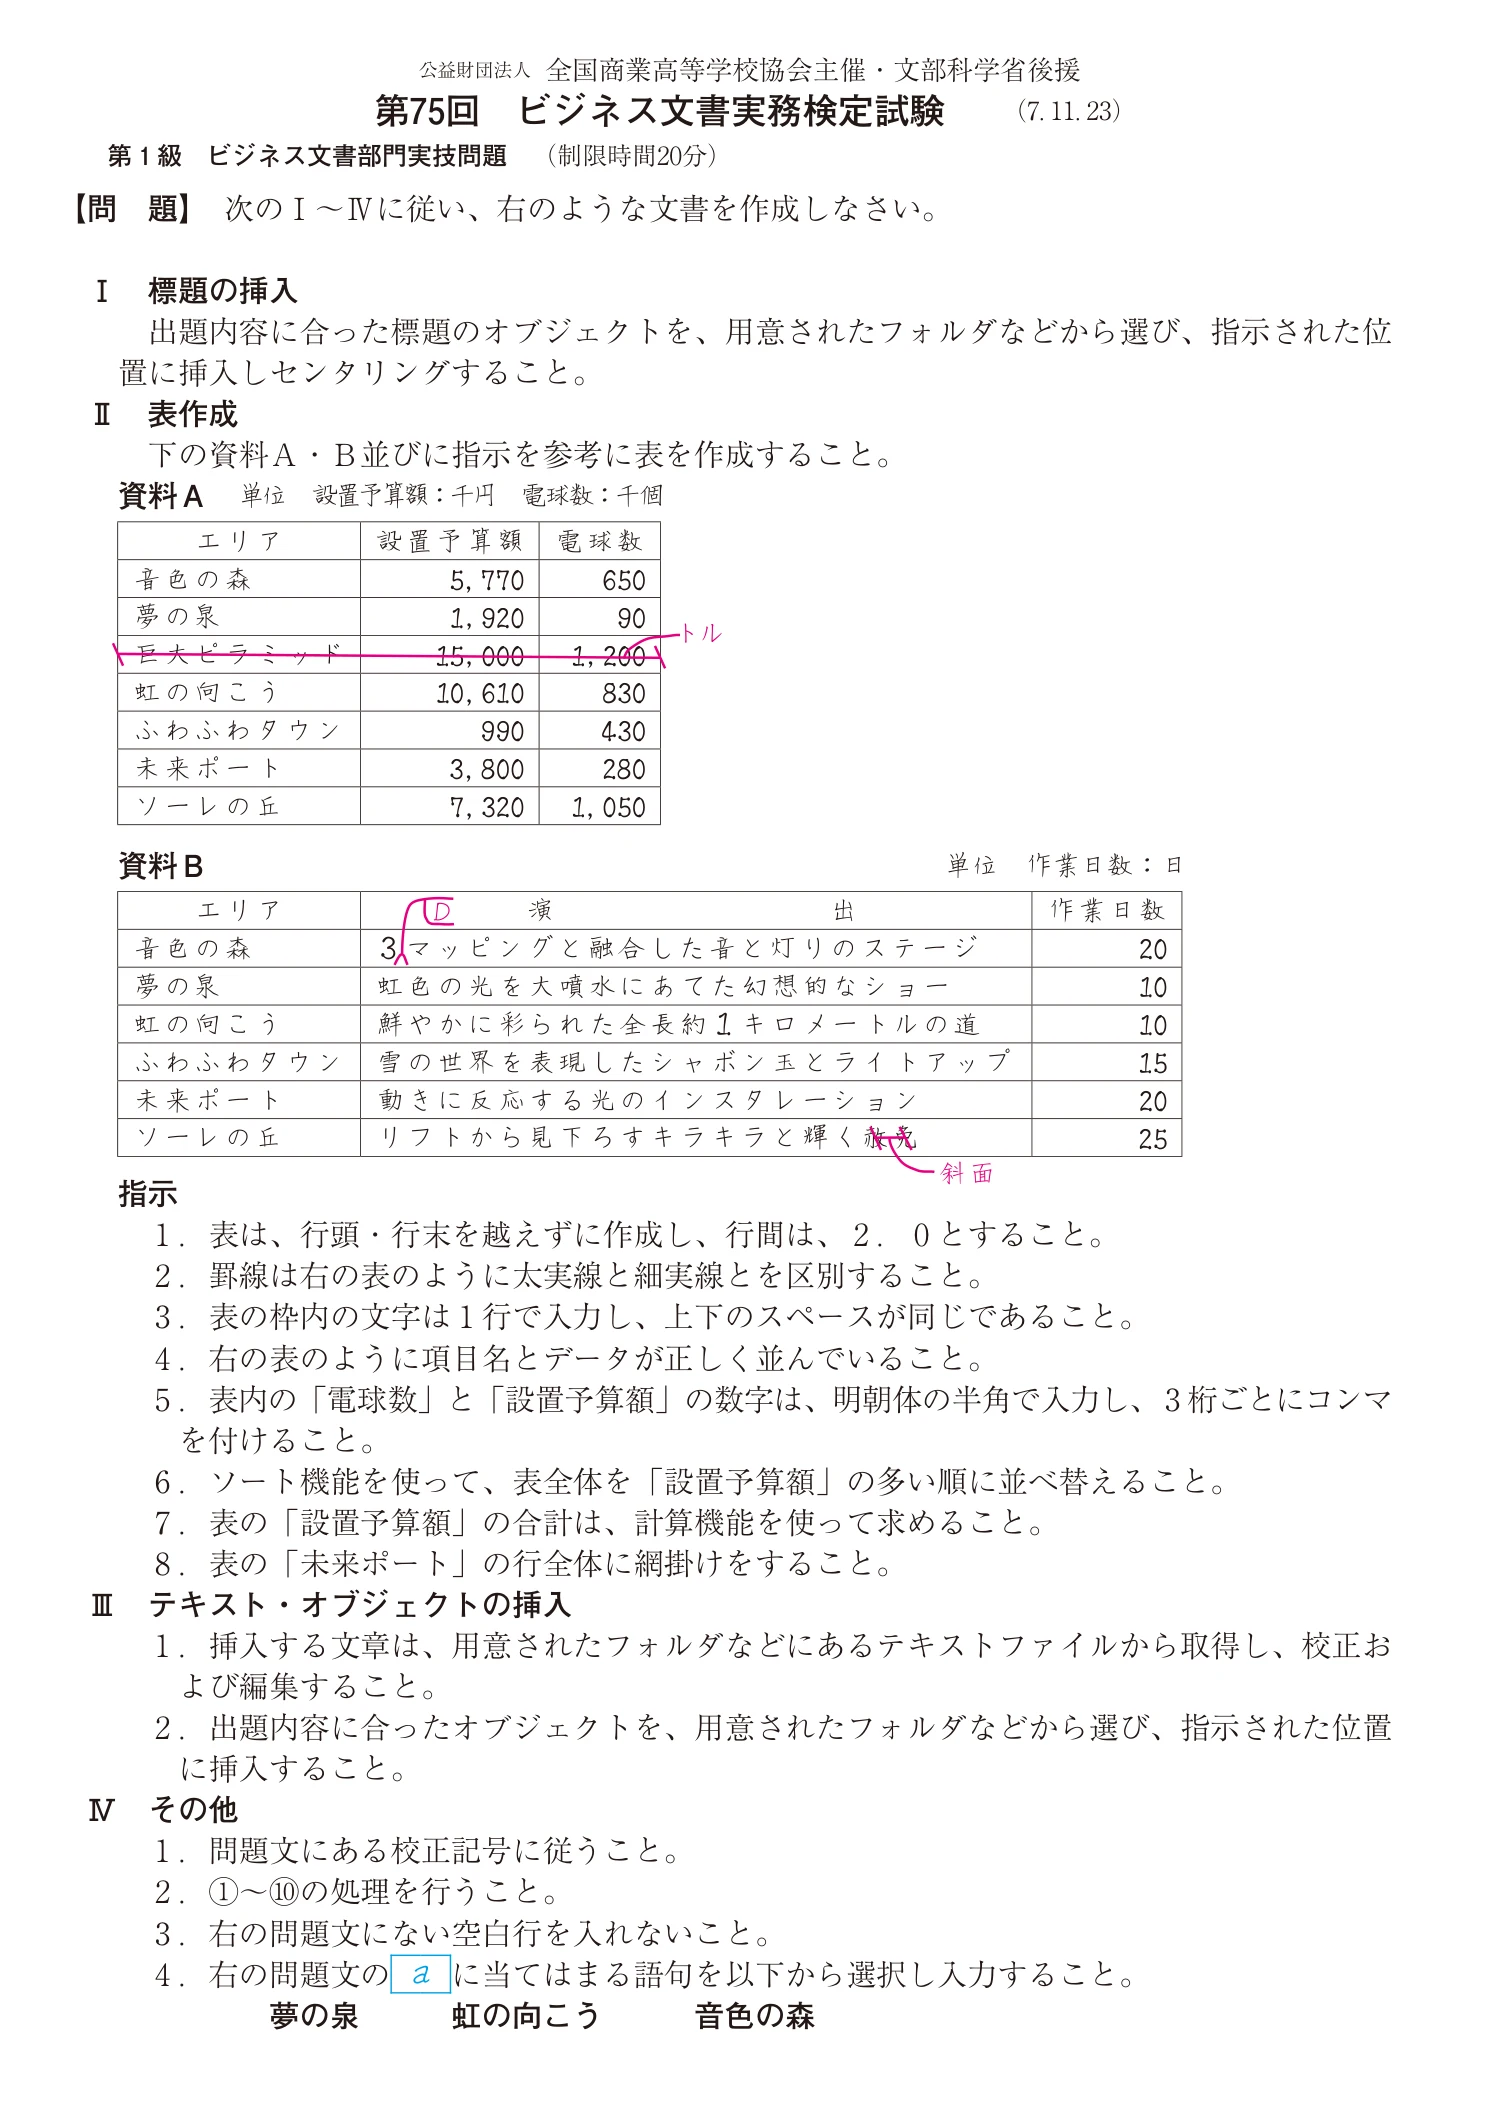 公益財団法人 全国商業高等学校協会主催・文部科学省後援
第75回 ビジネス文書実務検定試験 (7.11.23)
第1級 ビジネス文書部門実技問題 (制限時間20分)
【問 題】 次のⅠ～Ⅳに従い、右のような文書を作成しなさい。
Ⅰ 標題の挿入
出題内容に合った標題のオブジェクトを、用意されたフォルダなどから選び、指示された位
置に挿入しセンタリングすること。
Ⅱ 表作成
下の資料A・B並びに指示を参考に表を作成すること。
資料A 単位 設置予算額:千円 電球数:千個
エリア 設置予算額 電球数
音色の森 5,770 650
夢の泉 1,920 90
巨大ピラミッド 15,000 1,200 トル
虹の向こう 10,610 830
ふわふわタウン 990 430
未来ポート 3,800 280
ソーレの丘 7,320 1,050
資料B 単位 作業日数:日
エリア 演出 作業日数
D
音色の森 3マッピングと融合した音と灯りのステージ 20
夢の泉 虹色の光を大噴水にあてた幻想的なショー 10
虹の向こう 鮮やかに彩られた全長約1キロメートルの道 10
ふわふわタウン 雪の世界を表現したシャボン玉とライトアップ 15
未来ポート 動きに反応する光のインスタレーション 20
ソーレの丘 リフトから見下ろすキラキラと輝く 25
斜面
指示
1.表は、行頭・行末を越えずに作成し、行間は、2.0とすること。
2.罫線は右の表のように太実線と細実線とを区別すること。
3.表の枠内の文字は1行で入力し、上下のスペースが同じであること。
4.右の表のように項目名とデータが正しく並んでいること。
5.表内の「電球数」と「設置予算額」の数字は、明朝体の半角で入力し、3桁ごとにコンマ
を付けること。
6.ソート機能を使って、表全体を「設置予算額」の多い順に並べ替えること。
7.表の「設置予算額」の合計は、計算機能を使って求めること。
8.表の「未来ポート」の行全体に網掛けをすること。
Ⅲ テキスト・オブジェクトの挿入
1.挿入する文章は、用意されたフォルダなどにあるテキストファイルから取得し、校正お
よび編集すること。
2.出題内容に合ったオブジェクトを、用意されたフォルダなどから選び、指示された位置
に挿入すること。
Ⅳ その他
1.問題文にある校正記号に従うこと。
2.①～⑩の処理を行うこと。
3.右の問題文にない空白行を入れないこと。
4.右の問題文の a に当てはまる語句を以下から選択し入力すること。
夢の泉 虹の向こう 音色の森